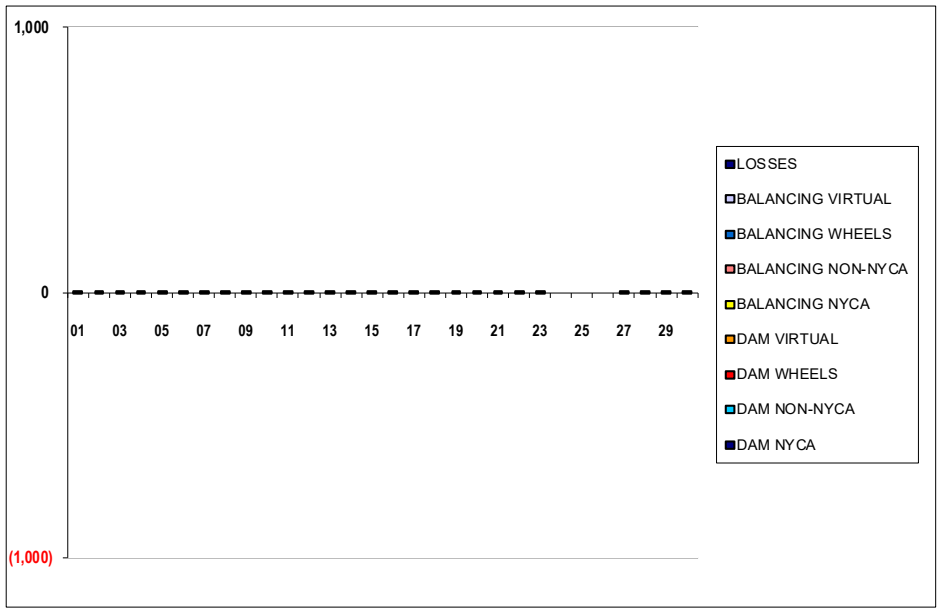 1,000
0
01 03 05 07 09 11 13 15 17 19 21 23 25 27 29
(1,000)
LOSSES
BALANCING VIRTUAL
BALANCING WHEELS
BALANCING NON-NYCA
BALANCING NYCA
DAM VIRTUAL
DAM WHEELS
DAM NON-NYCA
DAM NYCA